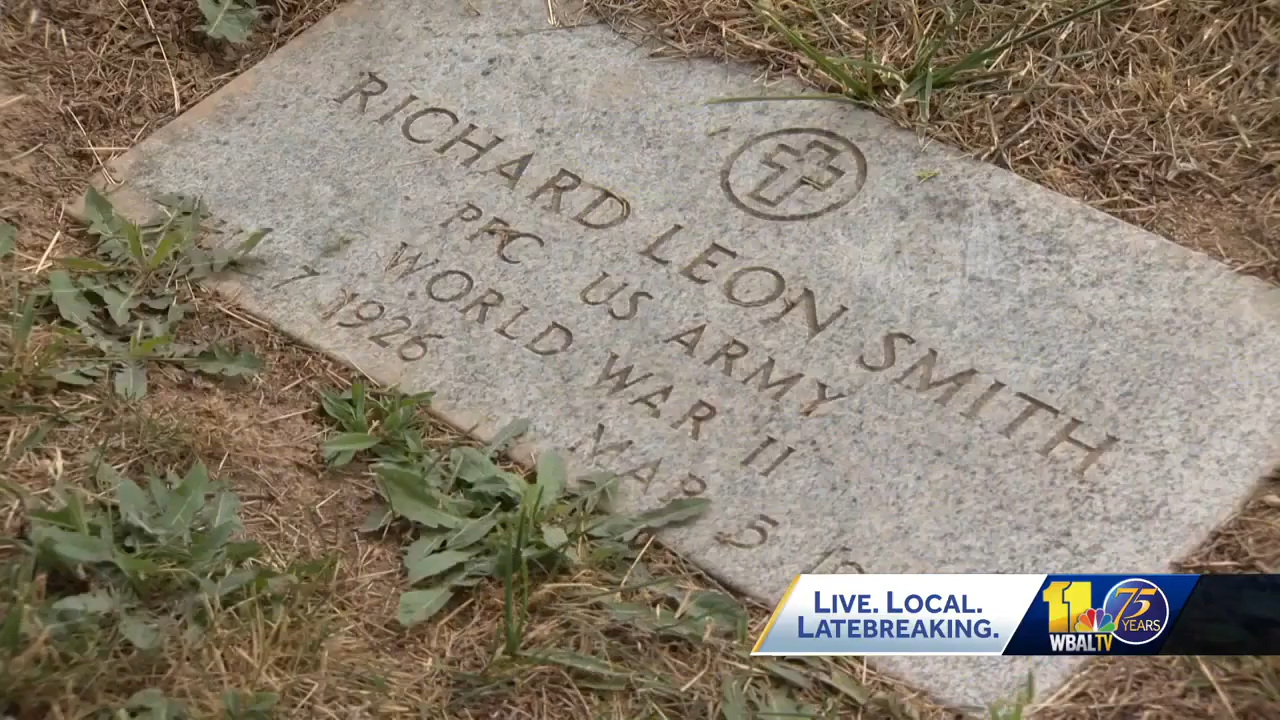 RICHARD LEON SMITH
PFC US ARMY
WORLD WAR II
7 1926 MAR 5
LIVE. LOCAL.
LATEBREAKING.
11
WBALTV
75
YEARS